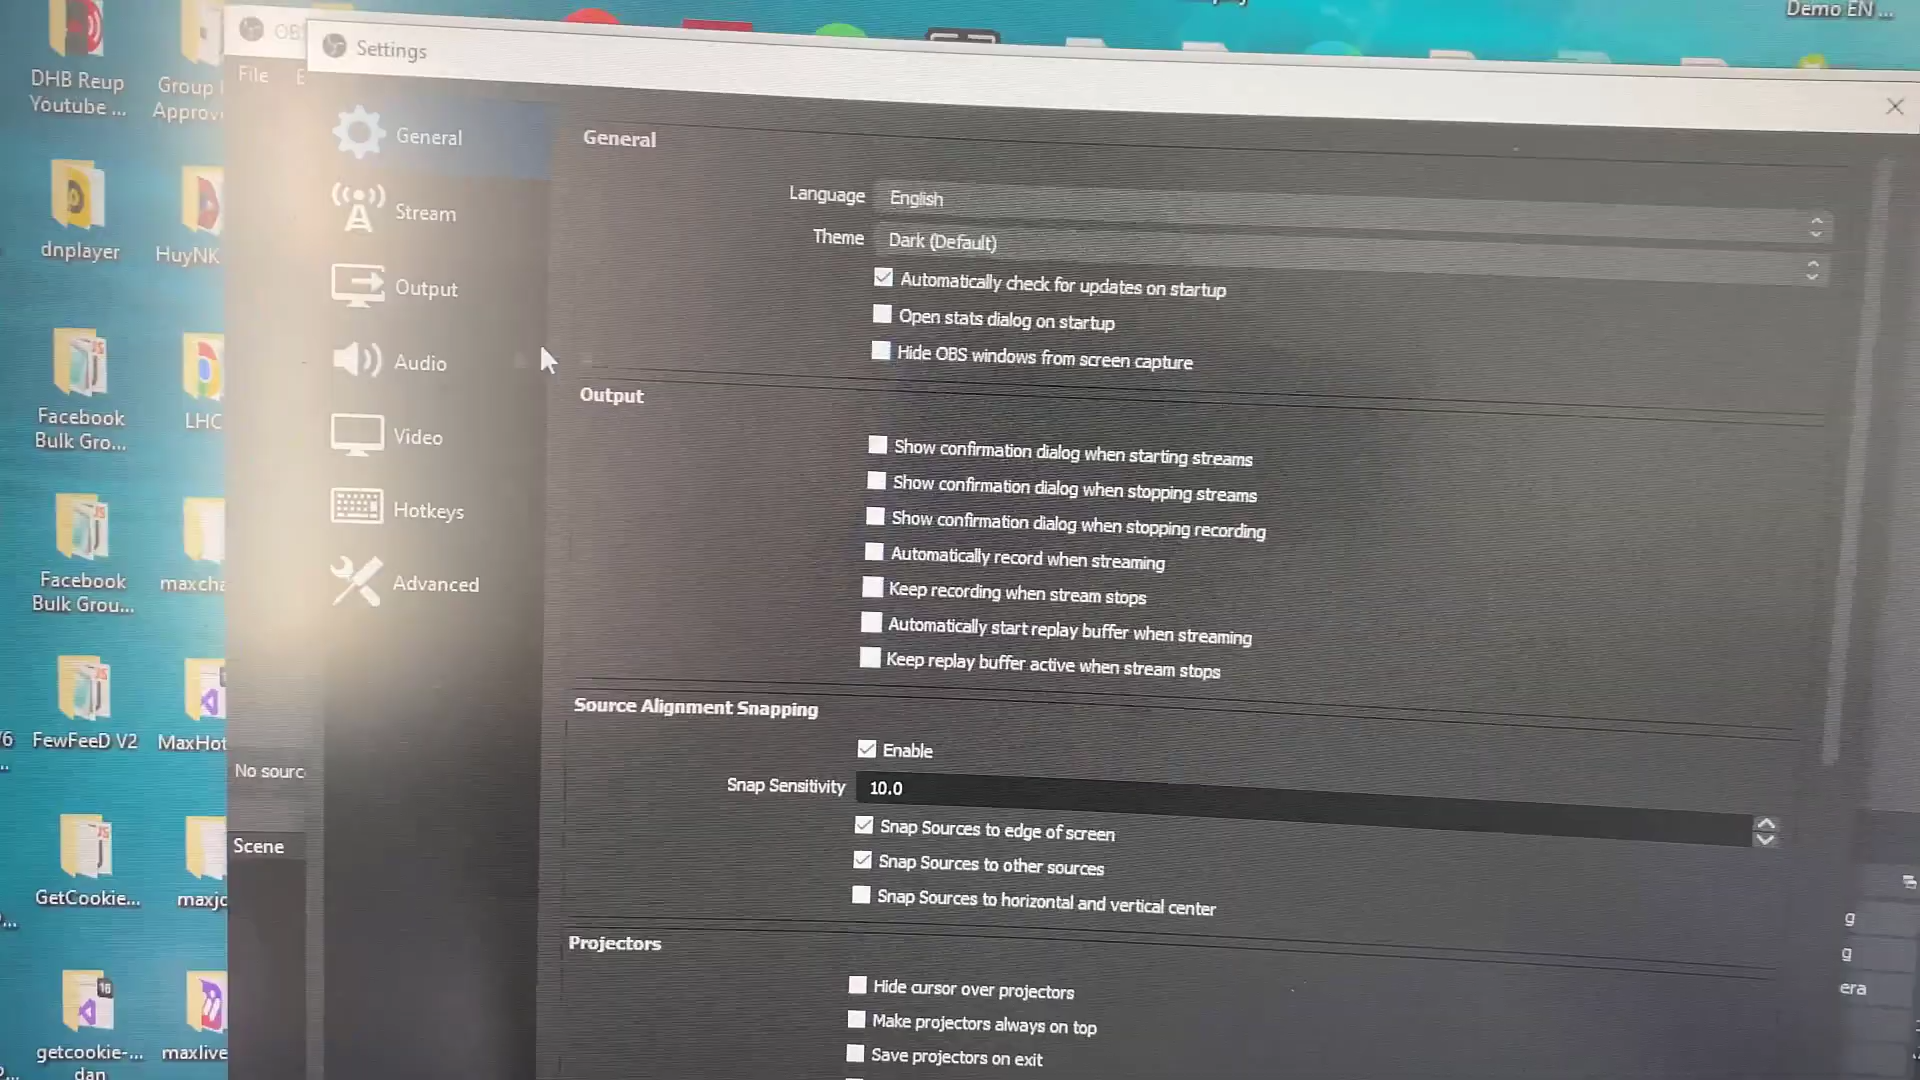 Demo EN ...
DHB Reup
Youtube ...
Group
Approv
dnplayer
HuyNK
Facebook
Bulk Gro...
LHC
Facebook
Bulk Grou...
maxcha
FewFeeD V2
MaxHot
GetCookie...
maxjo
getcookie-...
dan
maxlive
OBS
File
E
No sourc
Scene
Settings
General
Stream
Output
Audio
Video
Hotkeys
Advanced
General
Language
English
Theme
Dark (Default)
Automatically check for updates on startup
Open stats dialog on startup
Hide OBS windows from screen capture
Output
Show confirmation dialog when starting streams
Show confirmation dialog when stopping streams
Show confirmation dialog when stopping recording
Automatically record when streaming
Keep recording when stream stops
Automatically start replay buffer when streaming
Keep replay buffer active when stream stops
Source Alignment Snapping
Enable
Snap Sensitivity
10.0
Snap Sources to edge of screen
Snap Sources to other sources
Snap Sources to horizontal and vertical center
Projectors
Hide cursor over projectors
Make projectors always on top
Save projectors on exit
g
g
era